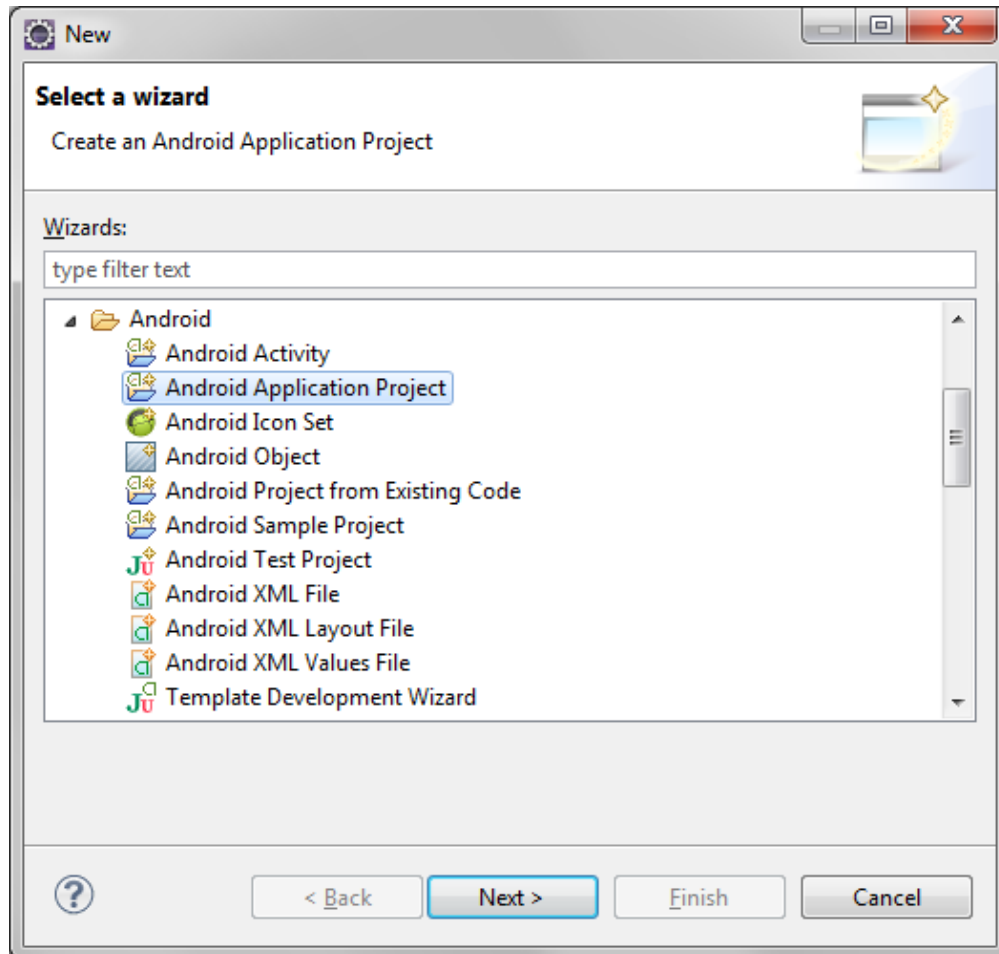 New
Select a wizard
Create an Android Application Project
Wizards:
type filter text
Android
Android Activity
Android Application Project
Android Icon Set
Android Object
Android Project from Existing Code
Android Sample Project
Android Test Project
Android XML File
Android XML Layout File
Android XML Values File
Template Development Wizard
? < Back Next > Finish Cancel